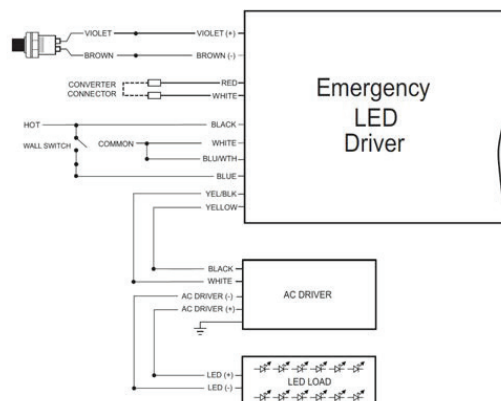 VIOLET VIOLET (+)
BROWN BROWN (-)
CONVERTER
CONNECTOR
RED
WHITE
Emergency
LED
Driver
HOT BLACK
WALL SWITCH COMMON WHITE
BLU/WTH
BLUE
YEL/BLK
YELLOW
BLACK
WHITE
AC DRIVER (-)
AC DRIVER (+)
AC DRIVER
LED (+)
LED (-)
LED LOAD